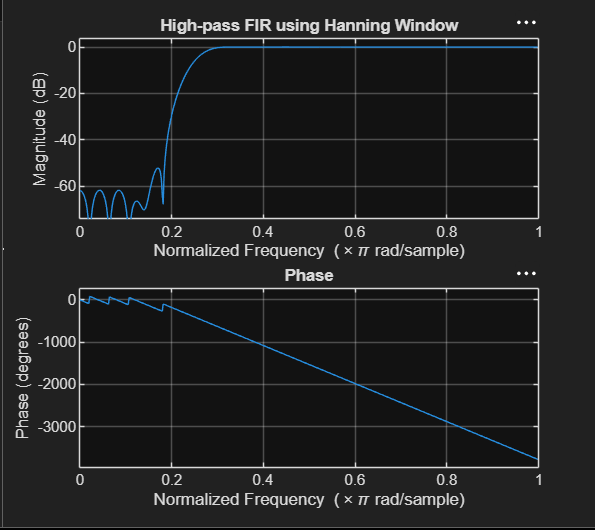 High-pass FIR using Hanning Window
0
-20
-40
-60
Magnitude (dB)
0 0.2 0.4 0.6 0.8 1
Normalized Frequency (× π rad/sample)
Phase
0
-1000
-2000
-3000
Phase (degrees)
0 0.2 0.4 0.6 0.8 1
Normalized Frequency (× π rad/sample)